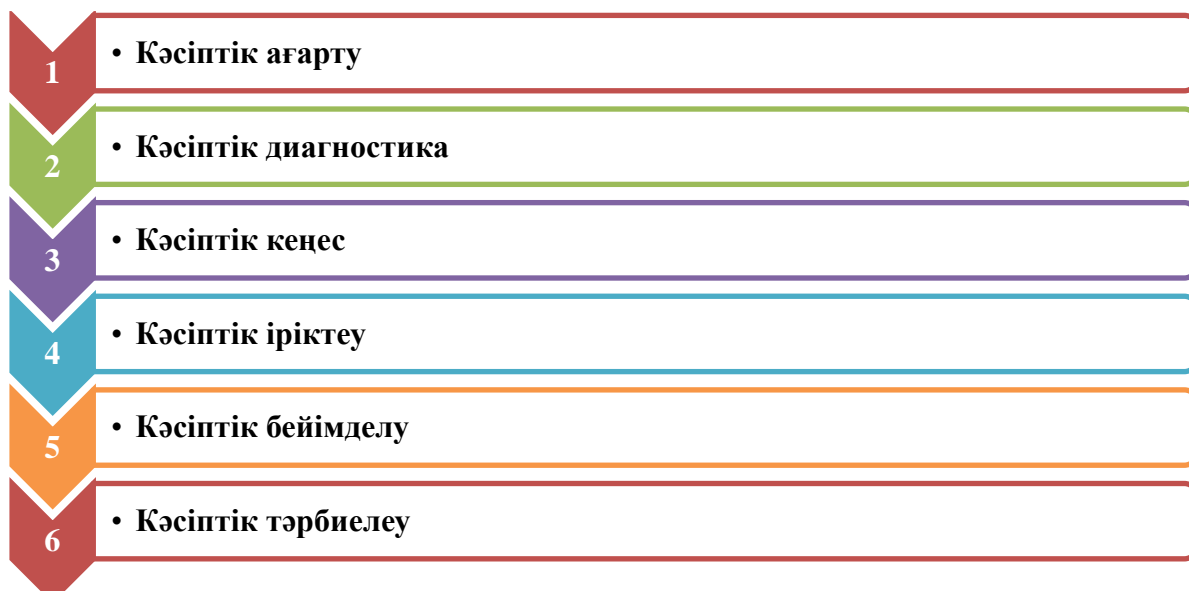 1 • Кәсіптік ағарту
2 • Кәсіптік диагностика
3 • Кәсіптік кеңес
4 • Кәсіптік іріктеу
5 • Кәсіптік бейімделу
6 • Кәсіптік тәрбиелеу